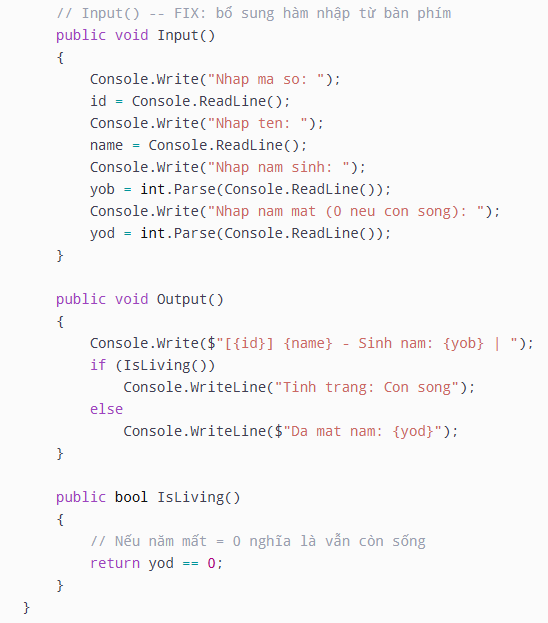 // Input() -- FIX: bổ sung hàm nhập từ bàn phím
public void Input()
{
Console.Write("Nhap ma so: ");
id = Console.ReadLine();
Console.Write("Nhap ten: ");
name = Console.ReadLine();
Console.Write("Nhap nam sinh: ");
yob = int.Parse(Console.ReadLine());
Console.Write("Nhap nam mat (0 neu con song): ");
yod = int.Parse(Console.ReadLine());
}
public void Output()
{
Console.Write($"[{id}] {name} - Sinh nam: {yob} | ");
if (IsLiving())
Console.WriteLine("Tinh trang: Con song");
else
Console.WriteLine($"Da mat nam: {yod}");
}
public bool IsLiving()
{
// Nếu năm mất = 0 nghĩa là vẫn còn sống
return yod == 0;
}
}